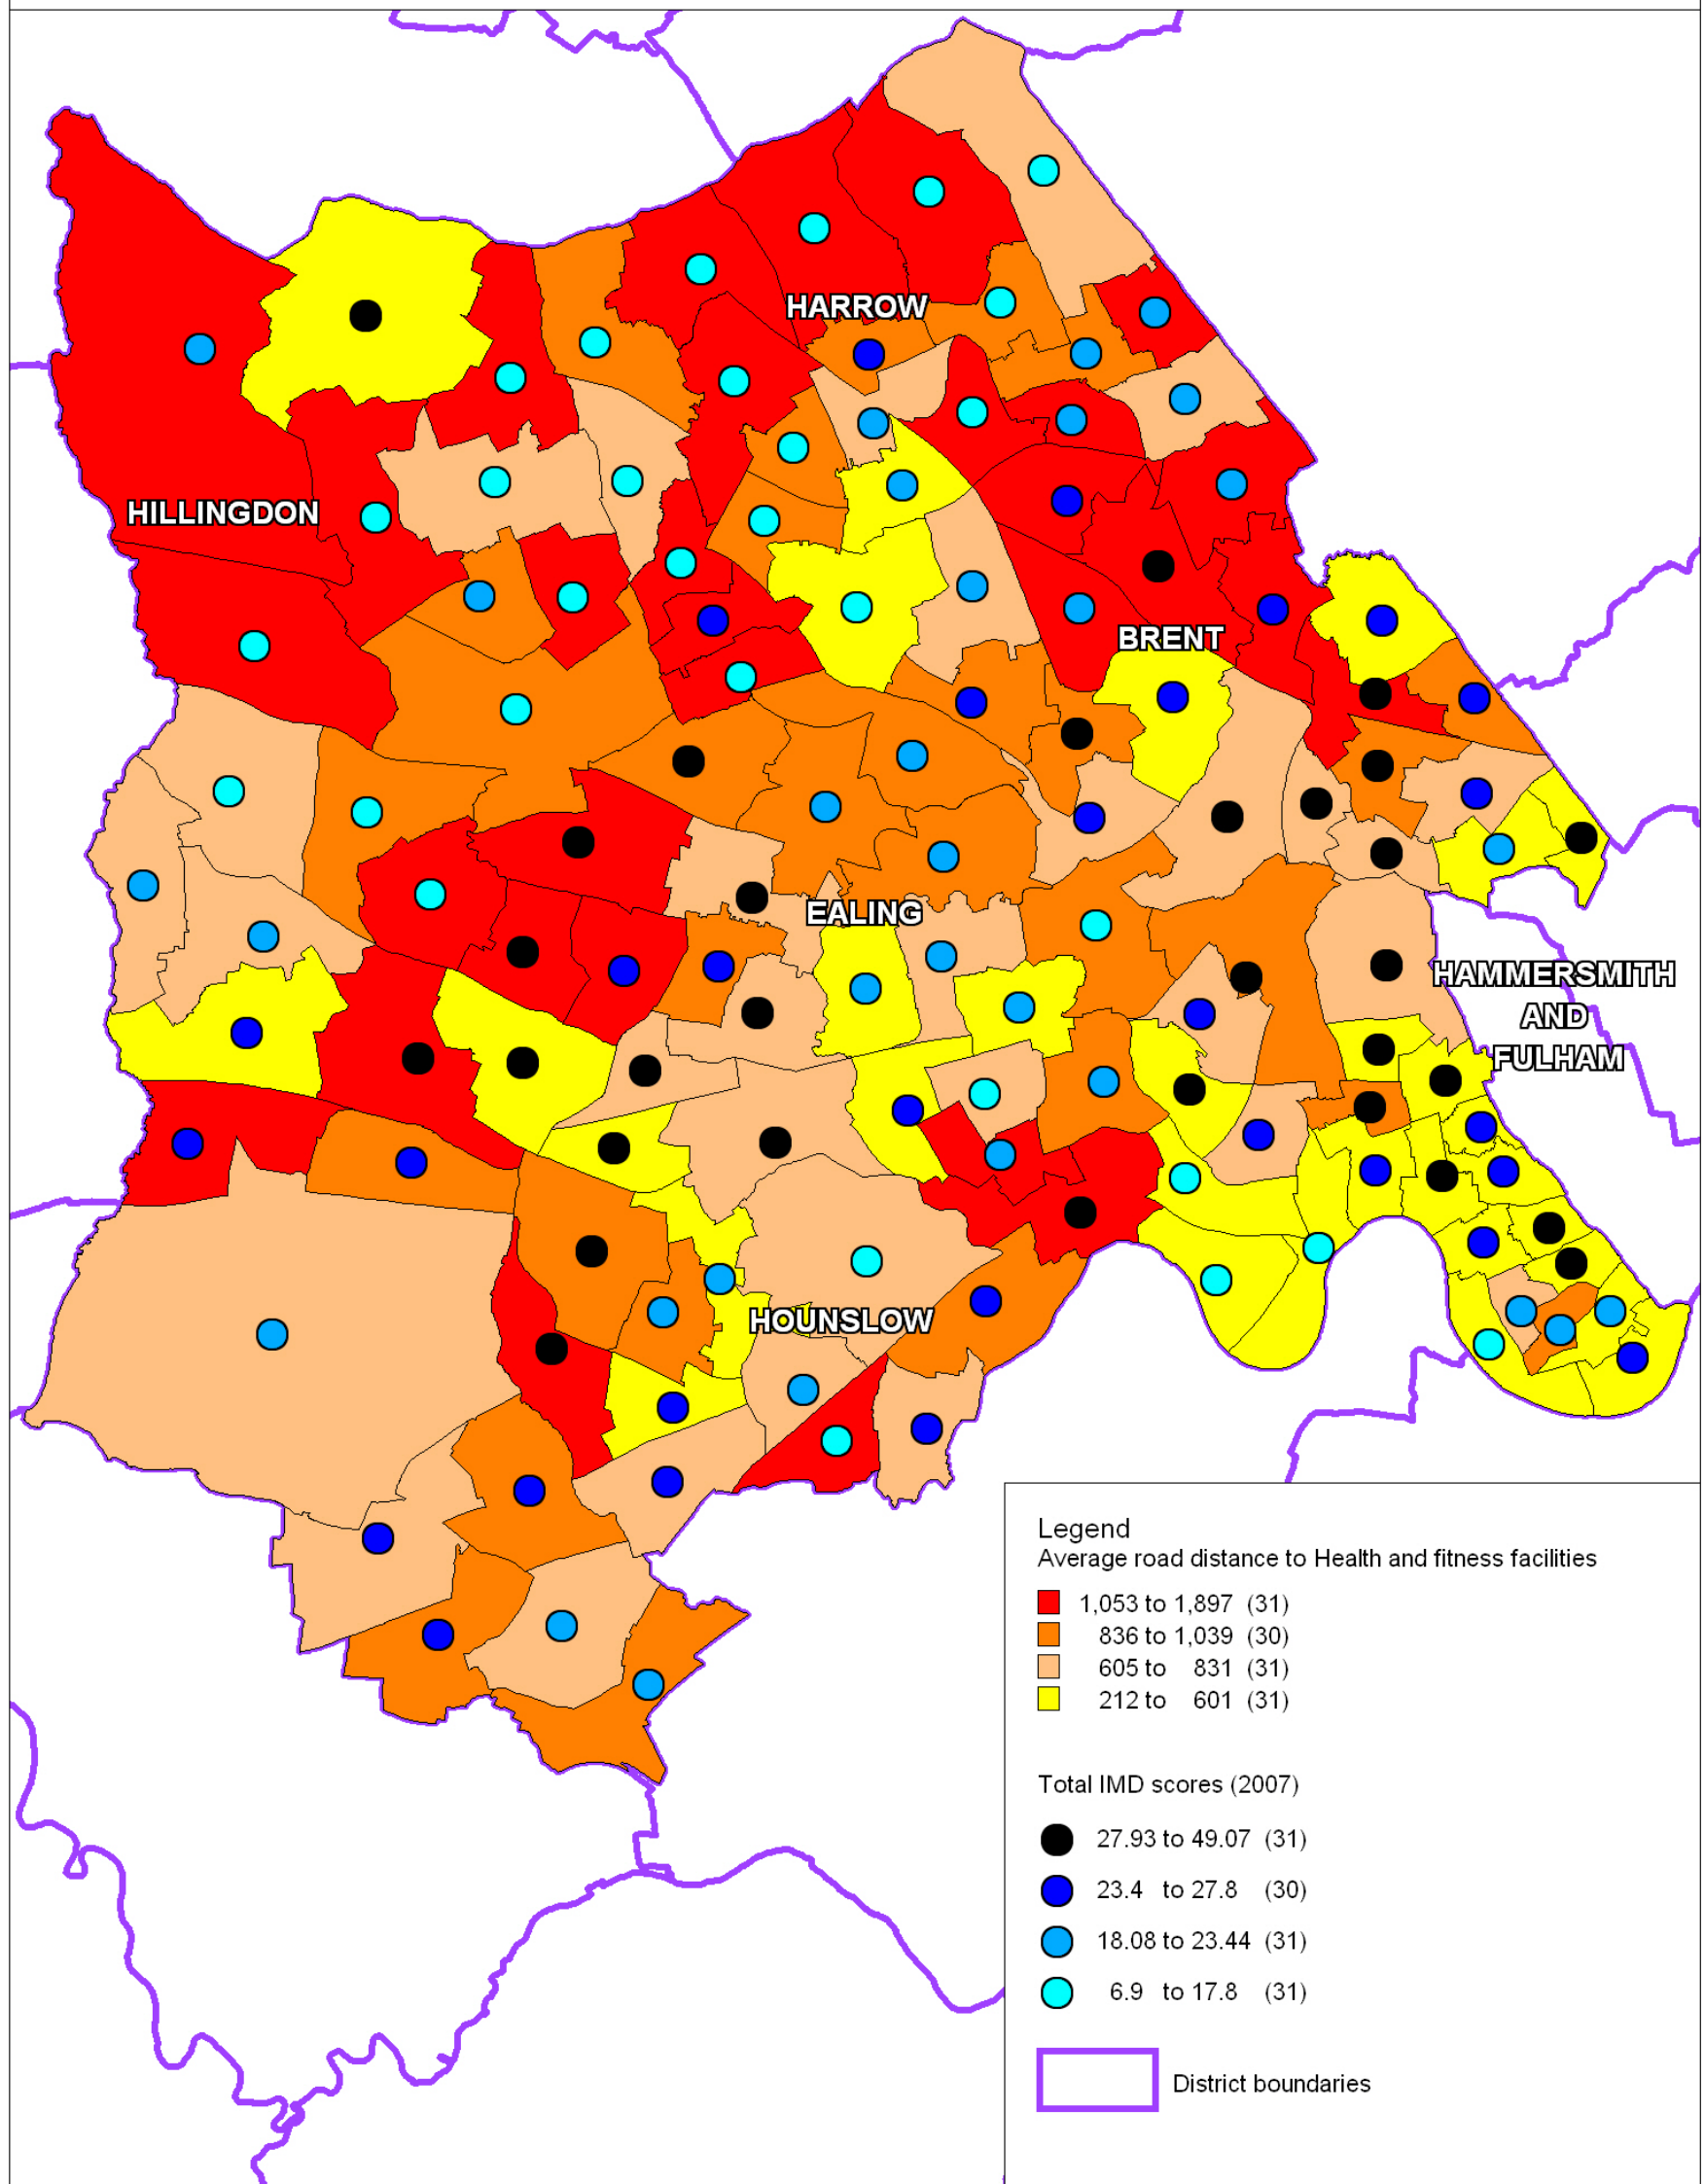 HARROW
HILLINGDON
BRENT
EALING
HAMMERSMITH
AND
FULHAM
HOUNSLOW
Legend
Average road distance to Health and fitness facilities
1,053 to 1,897 (31)
836 to 1,039 (30)
605 to 831 (31)
212 to 601 (31)
Total IMD scores (2007)
27.93 to 49.07 (31)
23.4 to 27.8 (30)
18.08 to 23.44 (31)
6.9 to 17.8 (31)
District boundaries